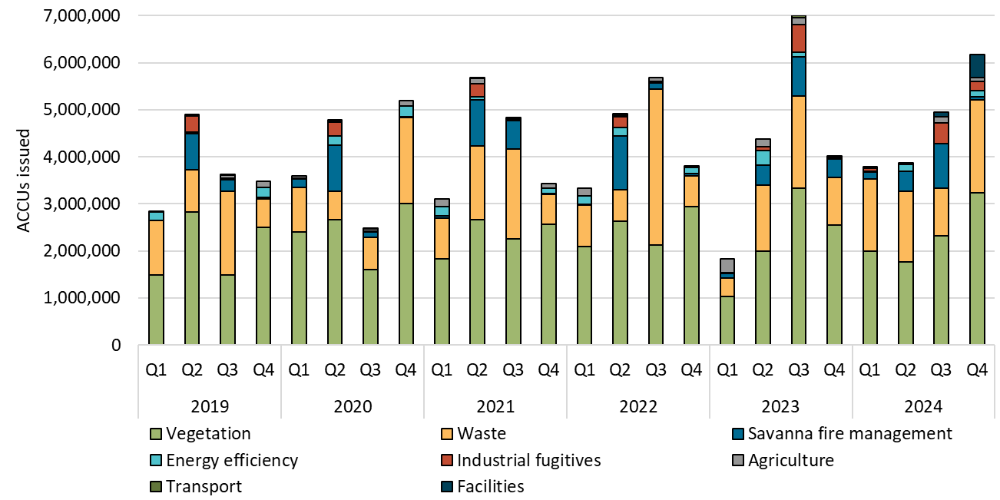 7,000,000
6,000,000
5,000,000
4,000,000
3,000,000
2,000,000
1,000,000
0
ACCUs issued
Q1 Q2 Q3 Q4 Q1 Q2 Q3 Q4 Q1 Q2 Q3 Q4 Q1 Q2 Q3 Q4 Q1 Q2 Q3 Q4 Q1 Q2 Q3 Q4
2019 2020 2021 2022 2023 2024
Vegetation Waste Savanna fire management
Energy efficiency Industrial fugitives Agriculture
Transport Facilities